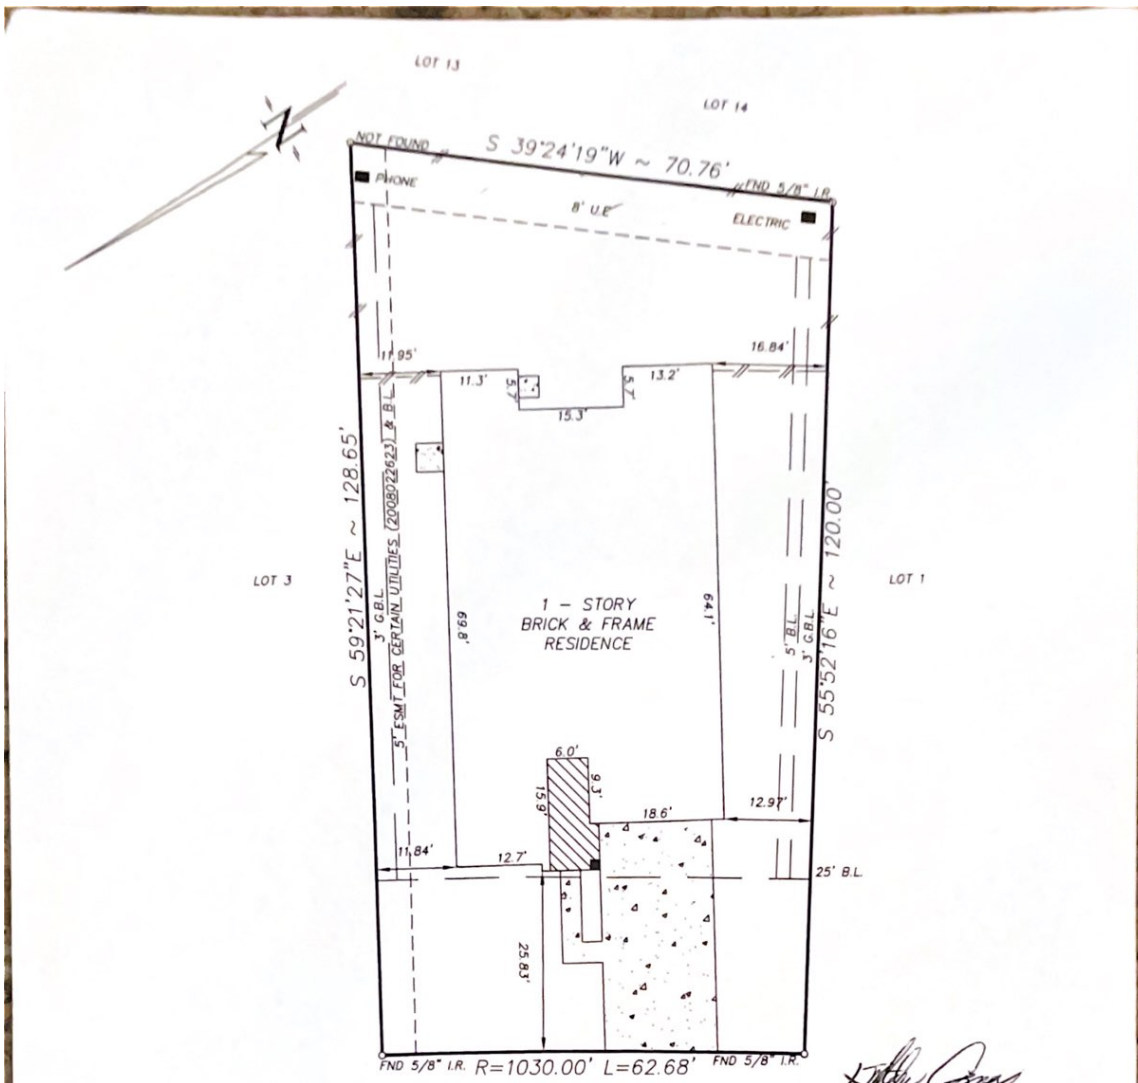 LOT 13
LOT 14
N
NOT FOUND
S 39°24'19"W ~ 70.76'
FND 5/8" I.R.
PHONE
8' U.E
ELECTRIC
11.95'
16.84'
11.3'
5.7'
15.3'
5.7'
13.2'
S 59°21'27"E ~ 128.65'
3' G.B.L.
5' ESMT FOR CERTAIN UTILITIES (2008022623) & B.L.
LOT 3
69.8'
1 - STORY
BRICK & FRAME
RESIDENCE
64.1'
5' B.L.
3' G.B.L.
S 55°52'16"E ~ 120.00'
LOT 1
6.0'
15.9'
9.3'
18.6'
12.97'
11.84'
12.7'
25' B.L.
25.83'
FND 5/8" I.R.
R=1030.00' L=62.68'
FND 5/8" I.R.